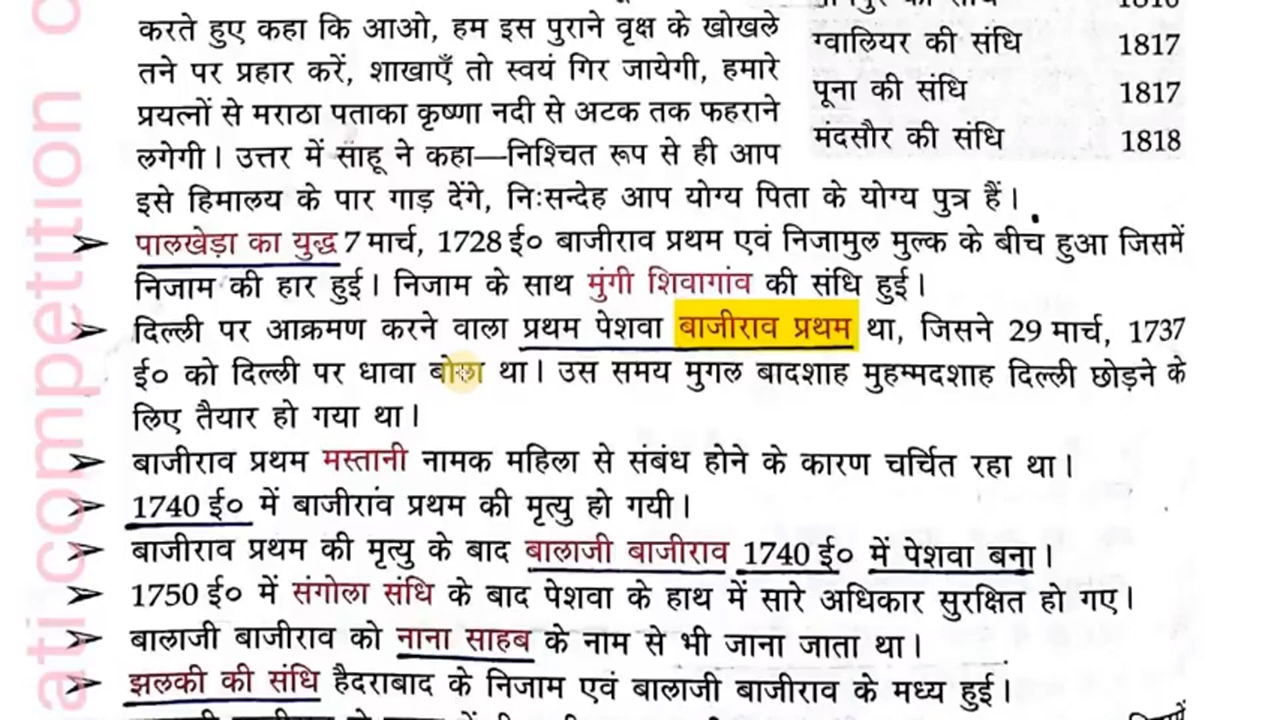 करते हुए कहा कि आओ, हम इस पुराने वृक्ष के खोखले
तने पर प्रहार करें, शाखाएँ तो स्वयं गिर जायेगी, हमारे
प्रयत्नों से मराठा पताका कृष्णा नदी से अटक तक फहराने
लगेगी। उत्तर में साहू ने कहा—निश्चित रूप से ही आप
इसे हिमालय के पार गाड़ देंगे, निःसन्देह आप योग्य पिता के योग्य पुत्र हैं।
ग्वालियर की संधि 1817
पूना की संधि 1817
मंदसौर की संधि 1818
➢ पालखेड़ा का युद्ध 7 मार्च, 1728 ई० बाजीराव प्रथम एवं निजामुल मुल्क के बीच हुआ जिसमें
निजाम की हार हुई। निजाम के साथ मुंगी शिवागांव की संधि हुई।
➢ दिल्ली पर आक्रमण करने वाला प्रथम पेशवा बाजीराव प्रथम था, जिसने 29 मार्च, 1737
ई० को दिल्ली पर धावा बोला था। उस समय मुगल बादशाह मुहम्मदशाह दिल्ली छोड़ने के
लिए तैयार हो गया था।
➢ बाजीराव प्रथम मस्तानी नामक महिला से संबंध होने के कारण चर्चित रहा था।
➢ 1740 ई० में बाजीराव प्रथम की मृत्यु हो गयी।
➢ बाजीराव प्रथम की मृत्यु के बाद बालाजी बाजीराव 1740 ई० में पेशवा बना।
➢ 1750 ई० में संगोला संधि के बाद पेशवा के हाथ में सारे अधिकार सुरक्षित हो गए।
➢ बालाजी बाजीराव को नाना साहब के नाम से भी जाना जाता था।
➢ झलकी की संधि हैदराबाद के निजाम एवं बालाजी बाजीराव के मध्य हुई।
ati competition